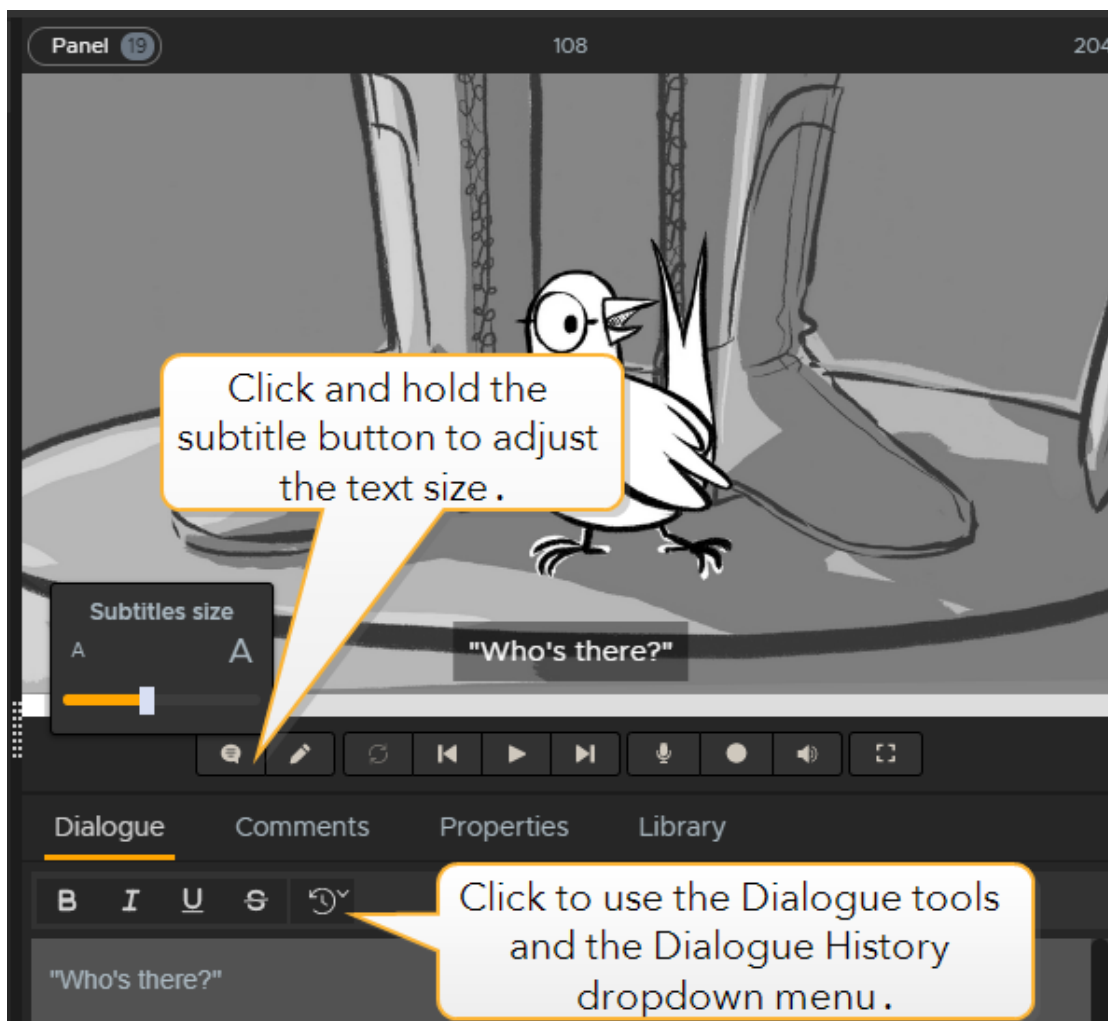 Panel 19
108
204
Click and hold the
subtitle button to adjust
the text size.
Subtitles size
A A
"Who's there?"
Dialogue Comments Properties Library
B I U S
Click to use the Dialogue tools
and the Dialogue History
dropdown menu.
"Who's there?"